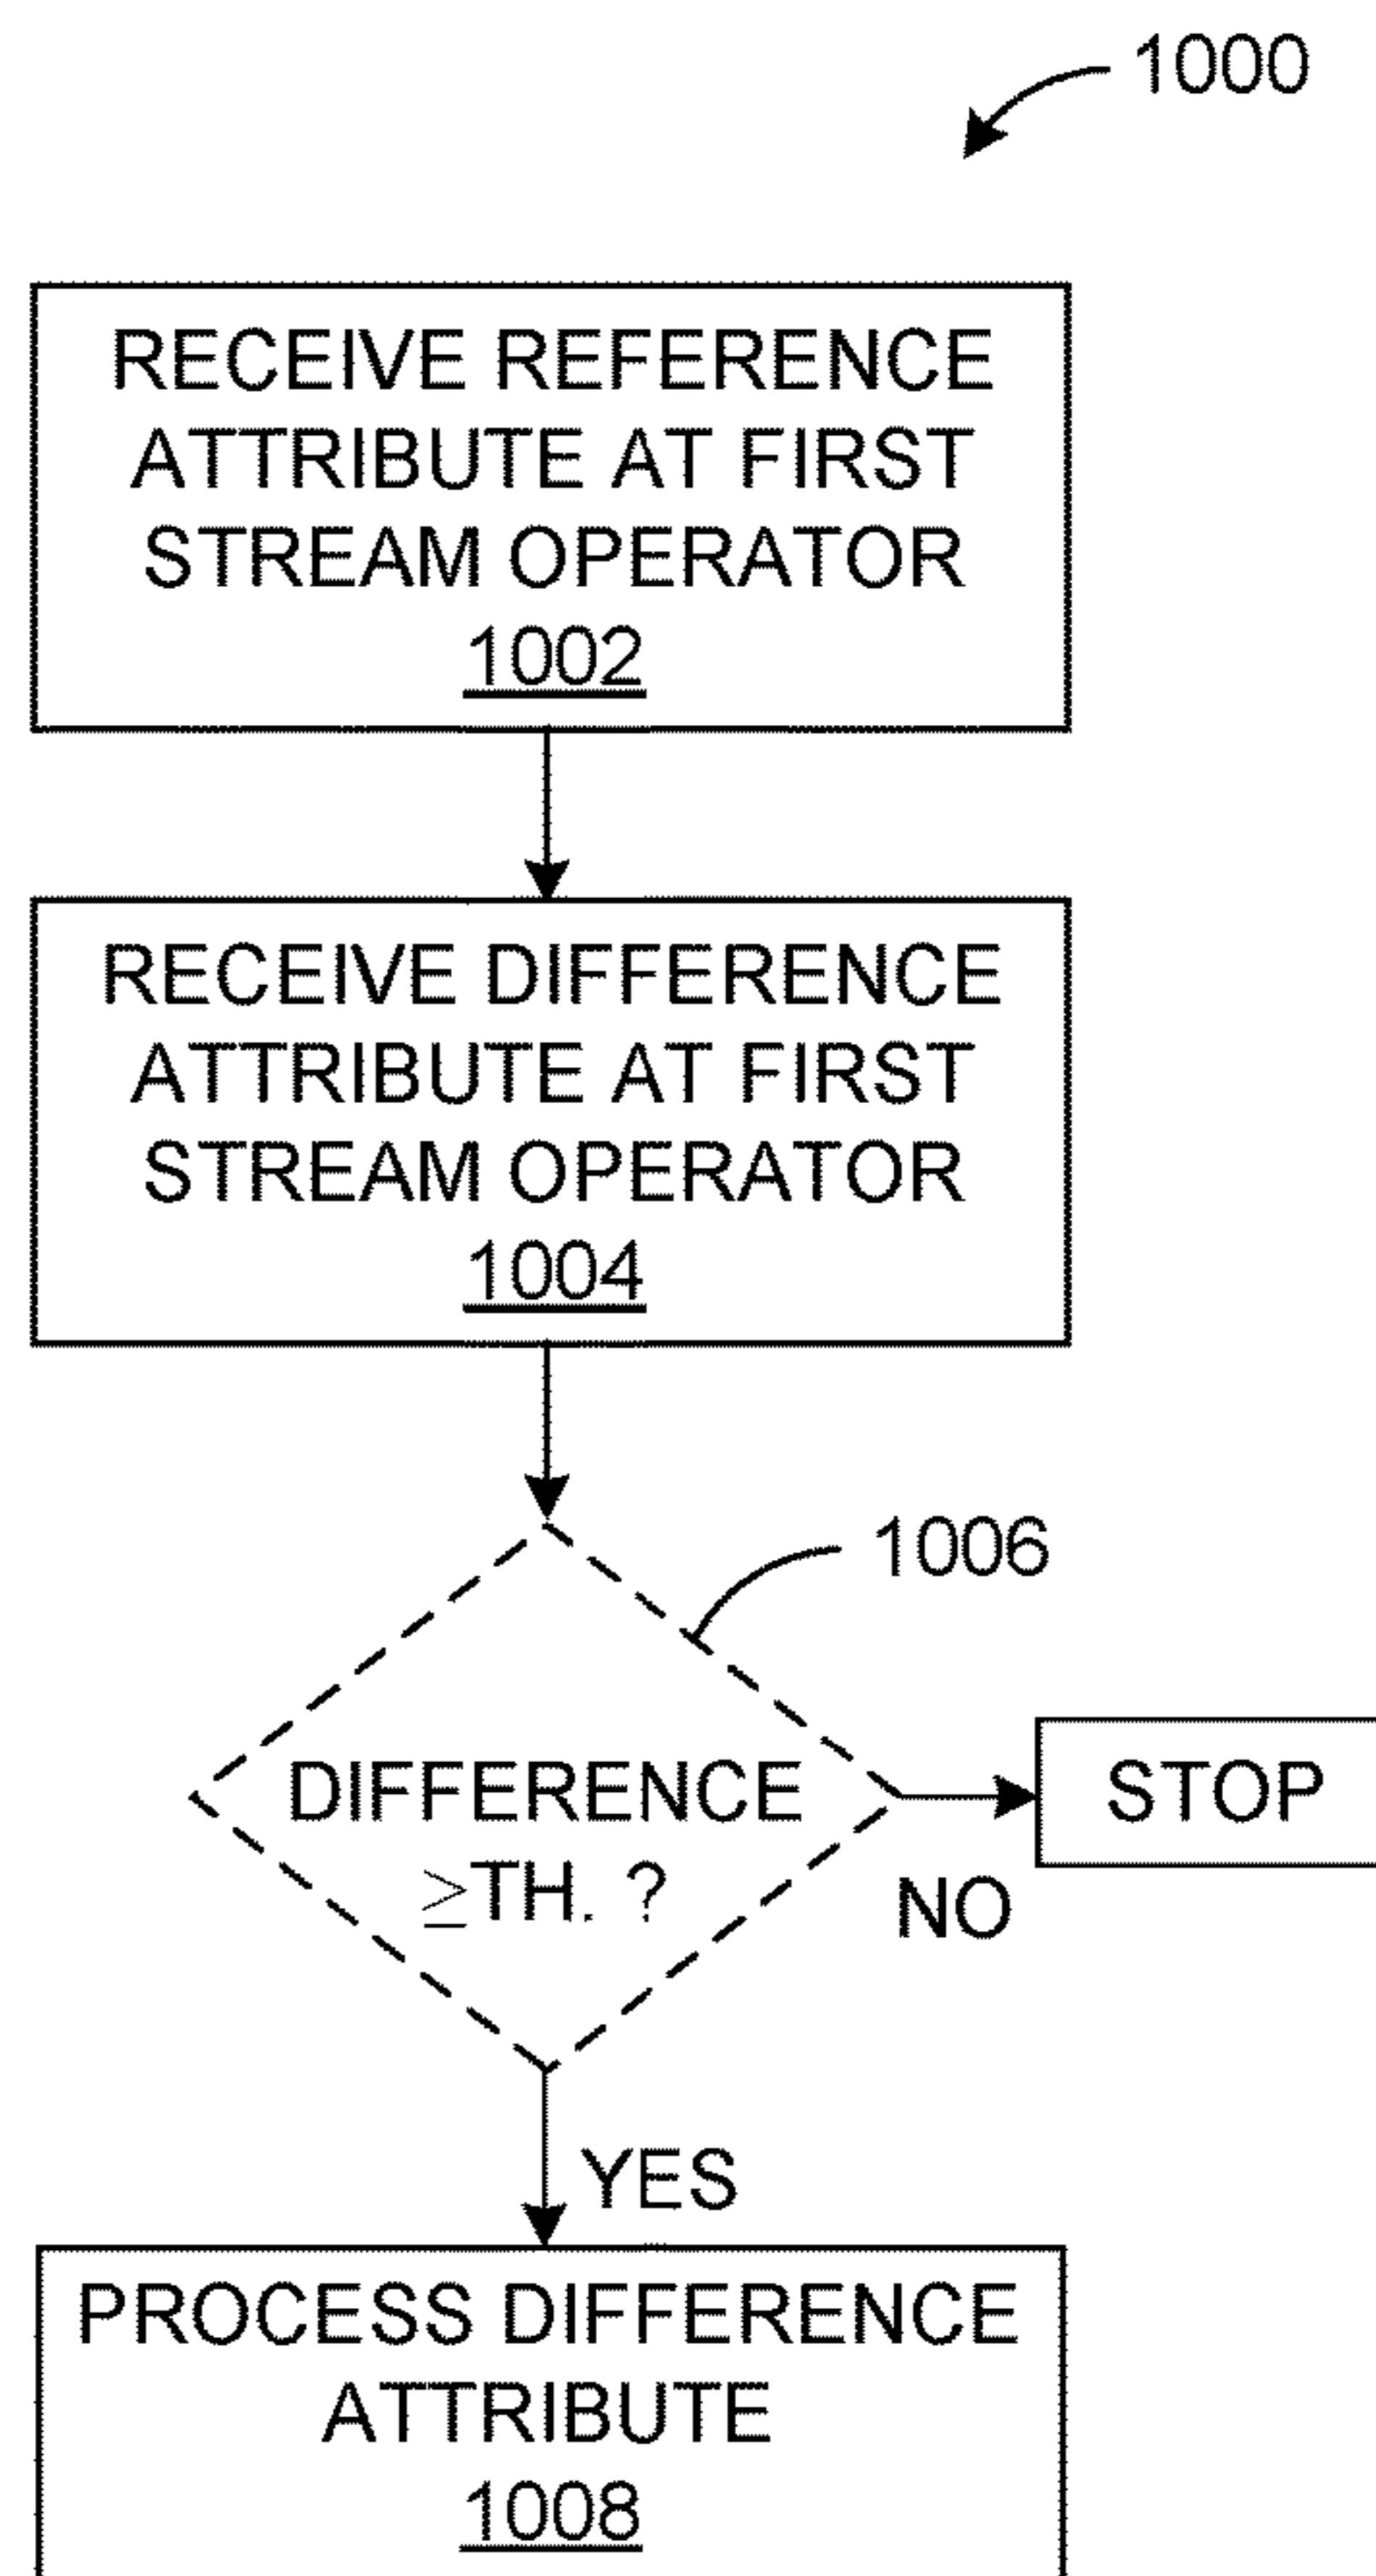 1000
RECEIVE REFERENCE
ATTRIBUTE AT FIRST
STREAM OPERATOR
1002
RECEIVE DIFFERENCE
ATTRIBUTE AT FIRST
STREAM OPERATOR
1004
1006
DIFFERENCE
≥TH. ?
STOP
NO
YES
PROCESS DIFFERENCE
ATTRIBUTE
1008